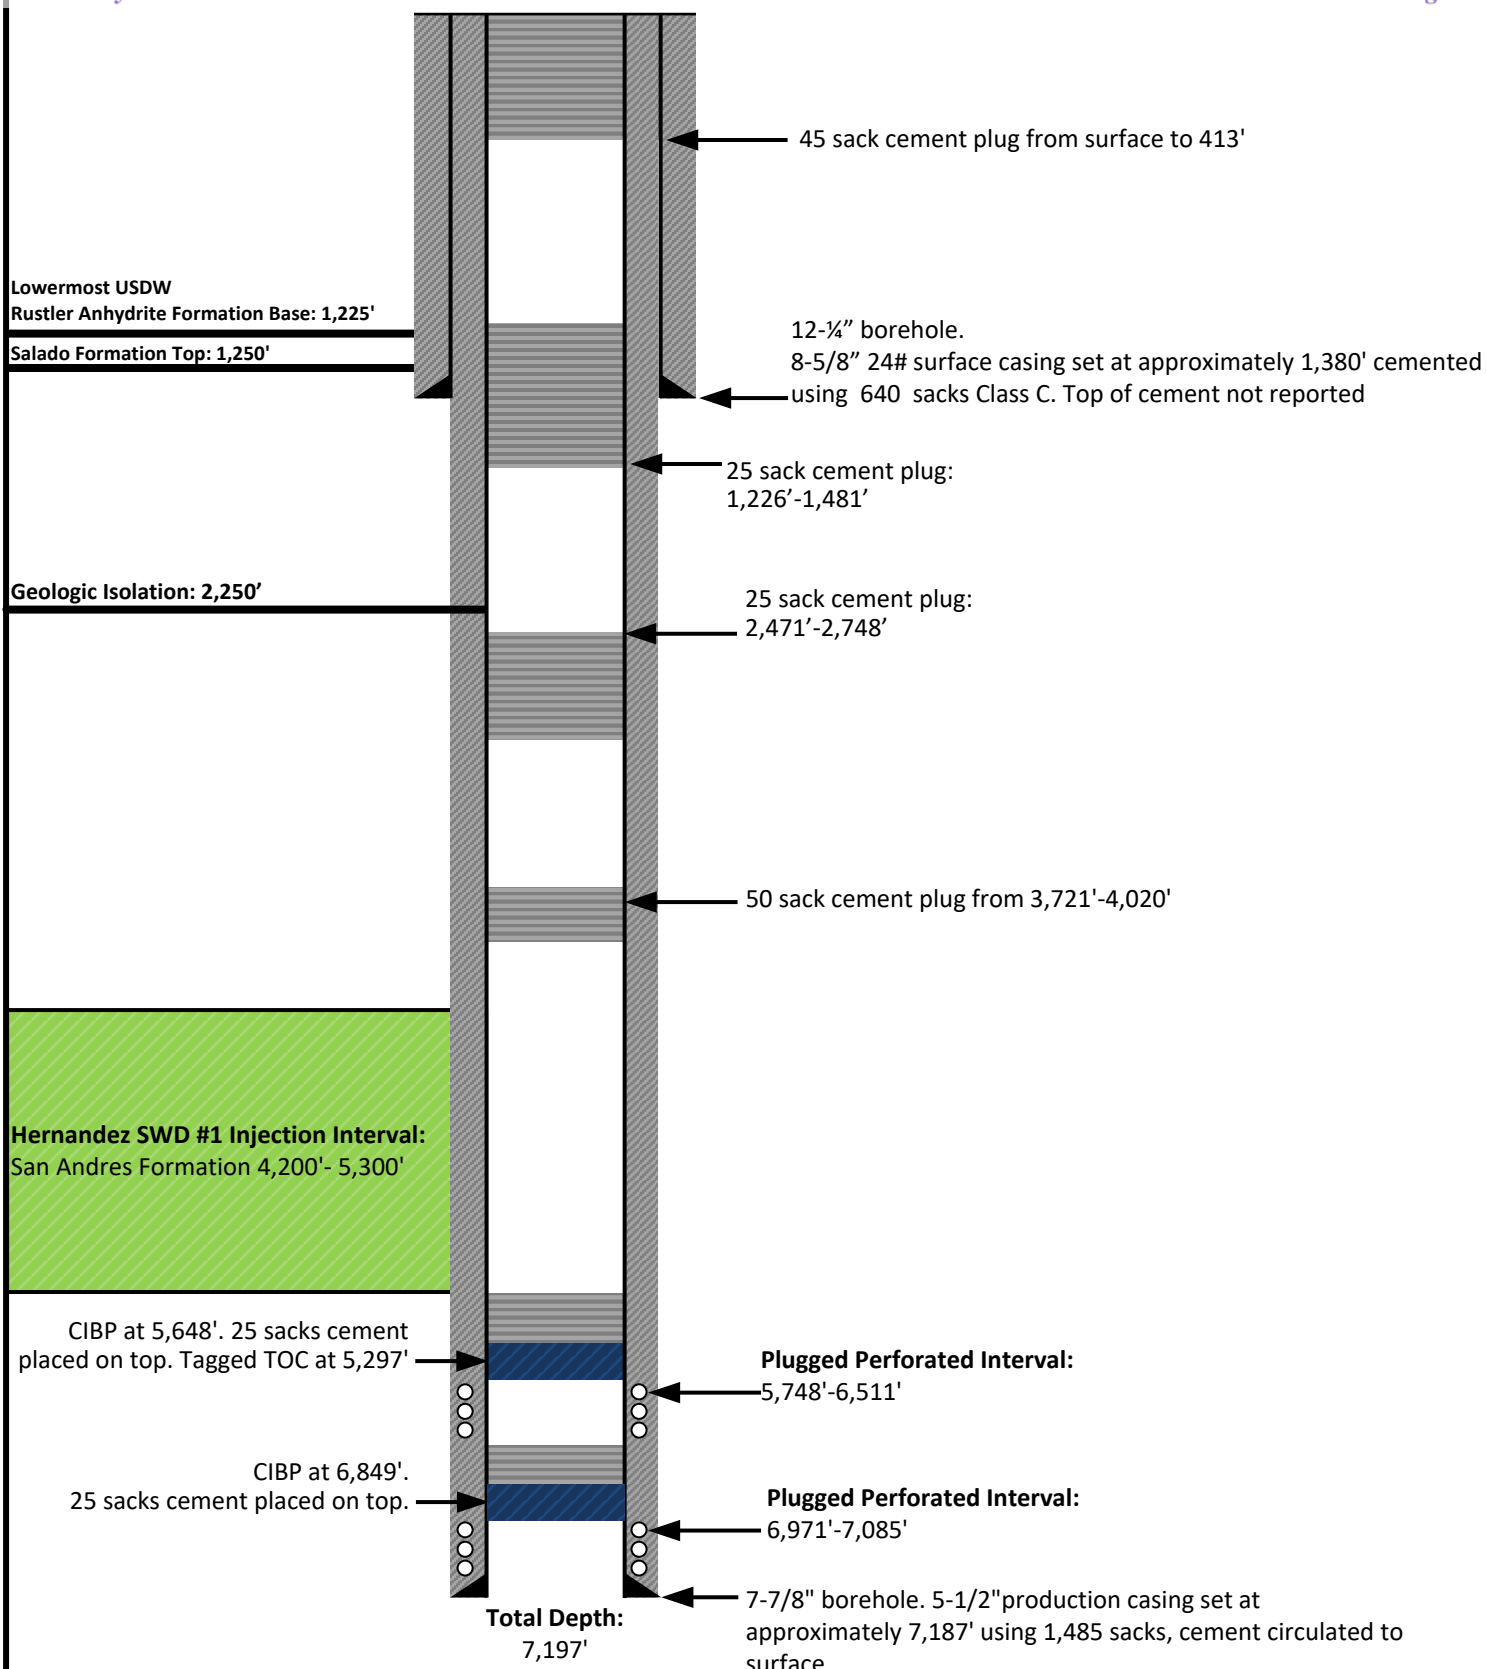 45 sack cement plug from surface to 413'
Lowermost USDW
Rustler Anhydrite Formation Base: 1,225'
Salado Formation Top: 1,250'
12-¼” borehole.
8-5/8” 24# surface casing set at approximately 1,380' cemented
using 640 sacks Class C. Top of cement not reported
25 sack cement plug:
1,226’-1,481’
Geologic Isolation: 2,250’
25 sack cement plug:
2,471’-2,748’
50 sack cement plug from 3,721'-4,020'
Hernandez SWD #1 Injection Interval:
San Andres Formation 4,200'- 5,300'
CIBP at 5,648'. 25 sacks cement
placed on top. Tagged TOC at 5,297'
Plugged Perforated Interval:
5,748'-6,511'
CIBP at 6,849'.
25 sacks cement placed on top.
Plugged Perforated Interval:
6,971'-7,085'
7-7/8" borehole. 5-1/2"production casing set at
approximately 7,187' using 1,485 sacks, cement circulated to
surface
Total Depth:
7,197'